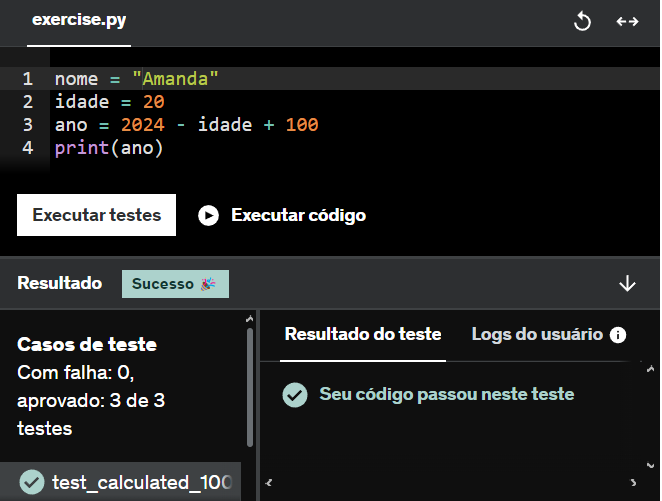 exercise.py
1 nome = "Amanda"
2 idade = 20
3 ano = 2024 - idade + 100
4 print(ano)
Executar testes Executar código
Resultado Sucesso 🎉
Casos de teste
Com falha: 0,
aprovado: 3 de 3
testes
test_calculated_100
Resultado do teste Logs do usuário
Seu código passou neste teste